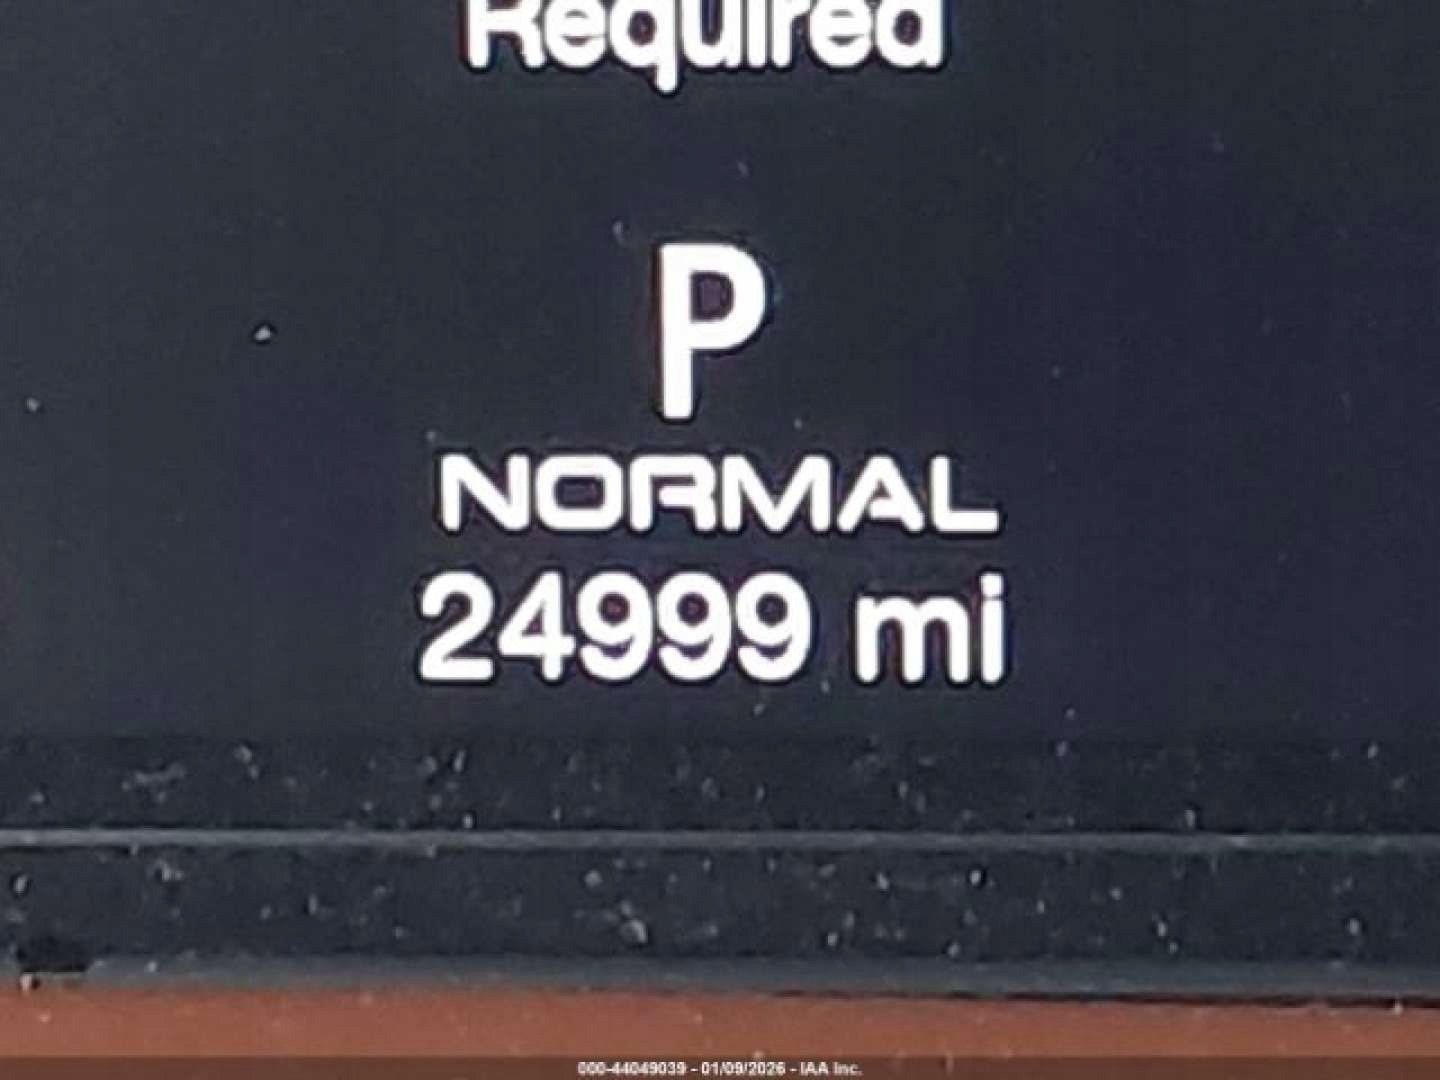 Required
P
NORMAL
24999 mi
000-44049039 - 01/09/2026 - IAA Inc.